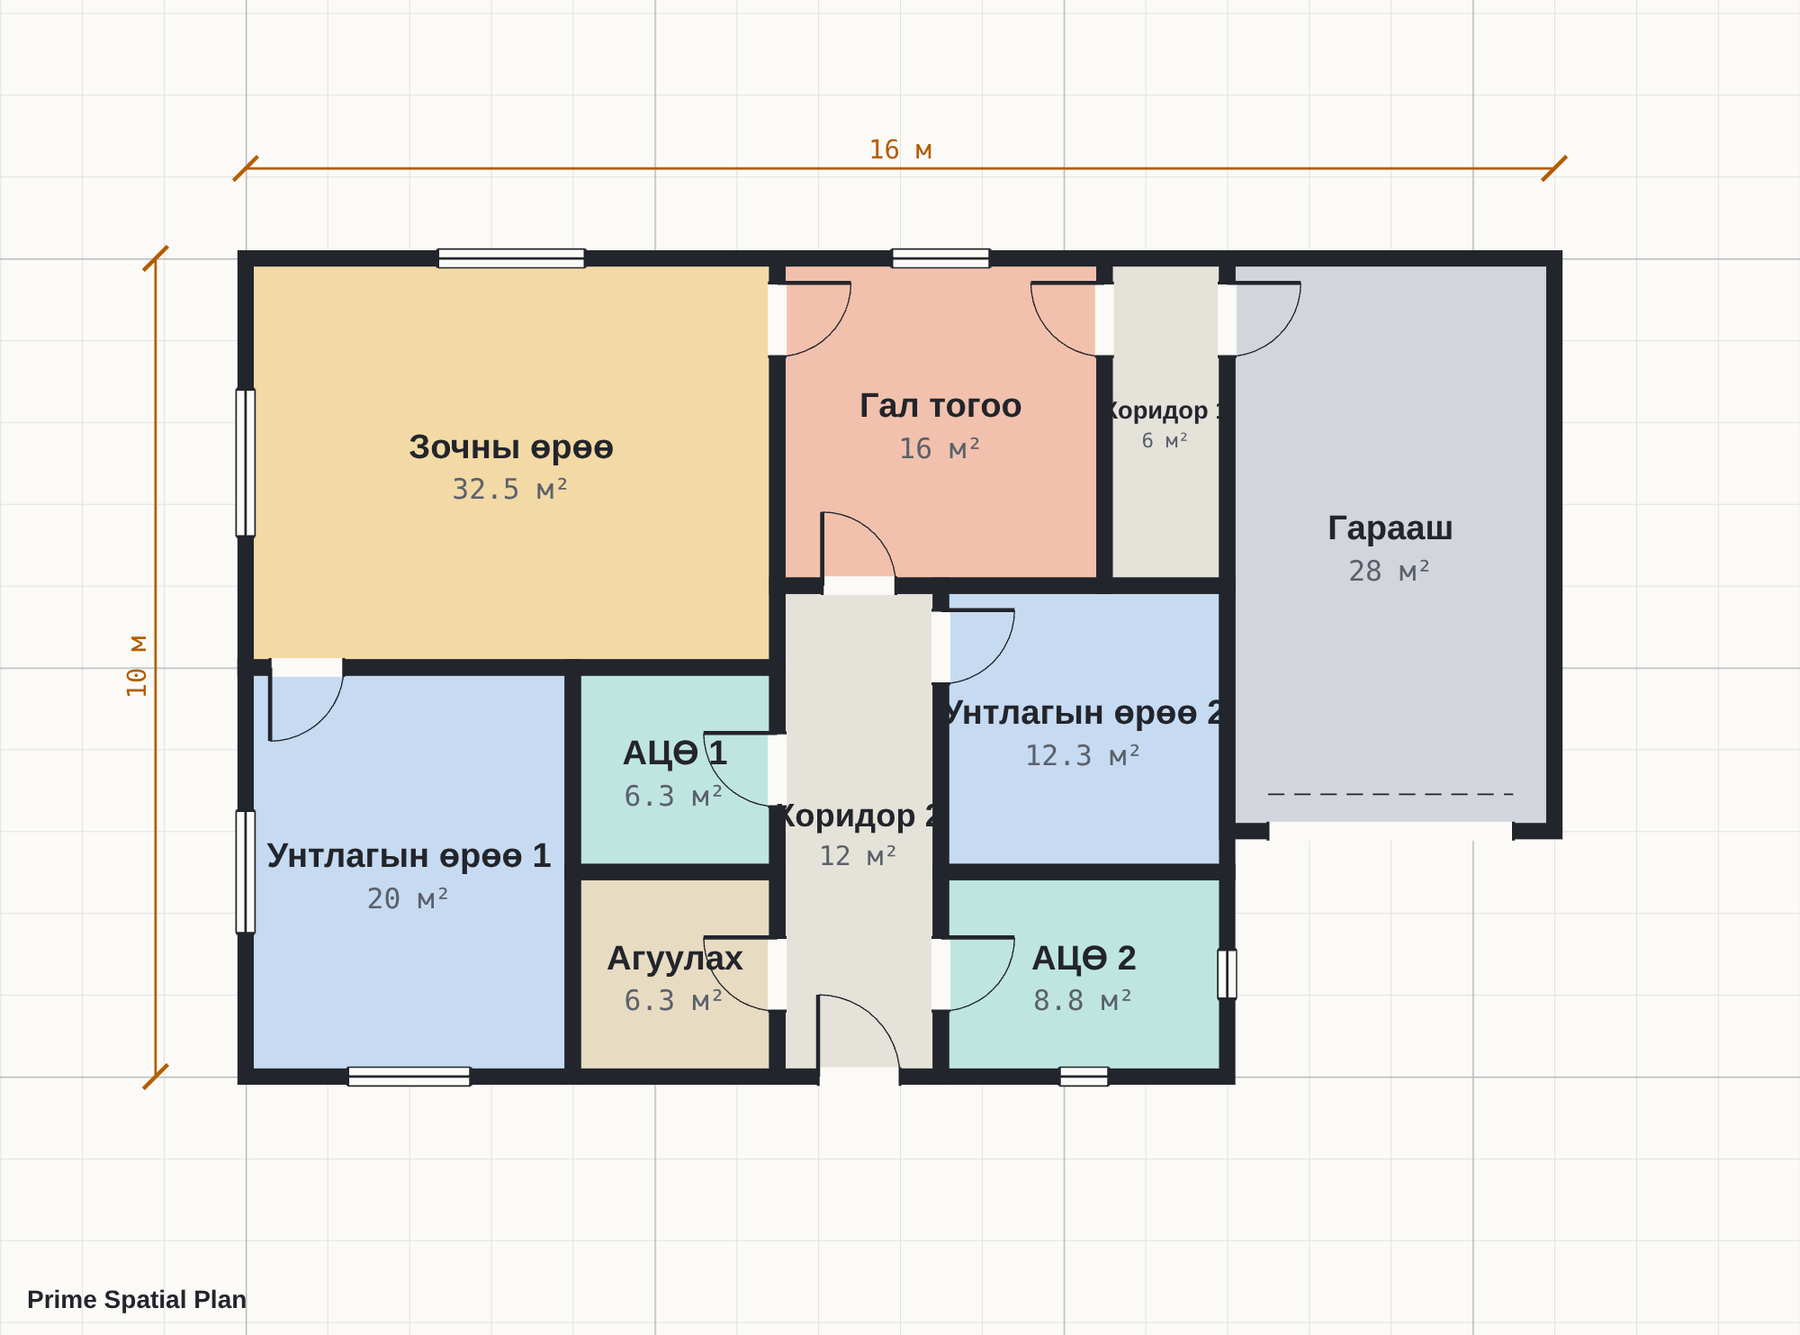 16 м
10 м
Зочны өрөө
32.5 м²
Гал тогоо
16 м²
Коридор 1
6 м²
Гарааш
28 м²
Унтлагын өрөө 1
20 м²
АЦӨ 1
6.3 м²
Коридор 2
12 м²
Унтлагын өрөө 2
12.3 м²
Агуулах
6.3 м²
АЦӨ 2
8.8 м²
Prime Spatial Plan